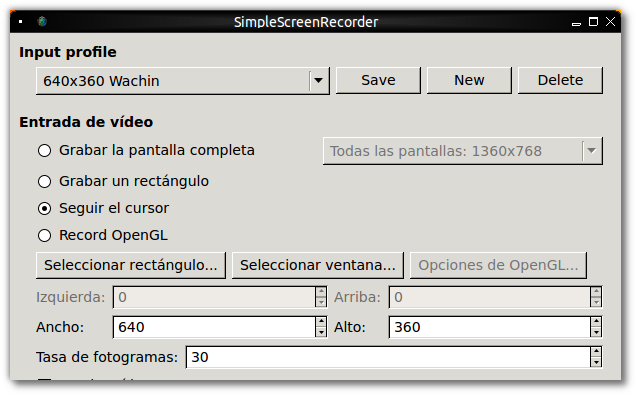 SimpleScreenRecorder
Input profile
640x360 Wachin Save New Delete
Entrada de vídeo
Grabar la pantalla completa Todas las pantallas: 1360x768
Grabar un rectángulo
Seguir el cursor
Record OpenGL
Seleccionar rectángulo... Seleccionar ventana... Opciones de OpenGL...
Izquierda: 0 Arriba: 0
Ancho: 640 Alto: 360
Tasa de fotogramas: 30